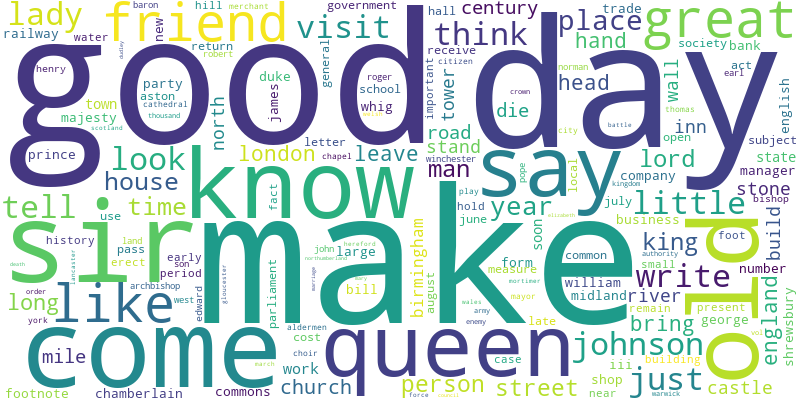 good day
make
sir
know
come
queen
say
old
great
friend
lady
visit
think
century
place
hand
head
railway
baron
hill
merchant
government
water
new
return
robert
general
hall
receive
trade
society
bank
act
earl
henry
dudley
party
aston
cathedral
thousand
duke
james
roger
school
whig
citizen
important
tower
crown
norman
die
wall
thomas
english
town
majesty
scotland
north
letter
chapel
road
stand
inn
city
battle
open
subject
state
manager
prince
look
london
leave
man
winchester
lord
company
stone
bishop
house
tell
time
use
fact
play
hold
pope
year
june
local
kingdom
july
little
business
elizabeth
history
land
pass
erect
early
son
period
john
northumberland
hereford
large
soon
common
king
foot
build
authority
small
number
write
death
lancaster
archbishop
like
order
west
york
edward
gloucester
parliament
marriage
bill
august
birmingham
form
measure
mortimer
wales
army
enemy
mayor
william
midland
river
remain
present
george
england
shrewsbury
long
mile
aldermen
cost
choir
late
johnson
bring
iii
building
vol
footnote
chamberlain
commons
march
work
church
person
force
council
case
street
shop
near
just
warwick
castle